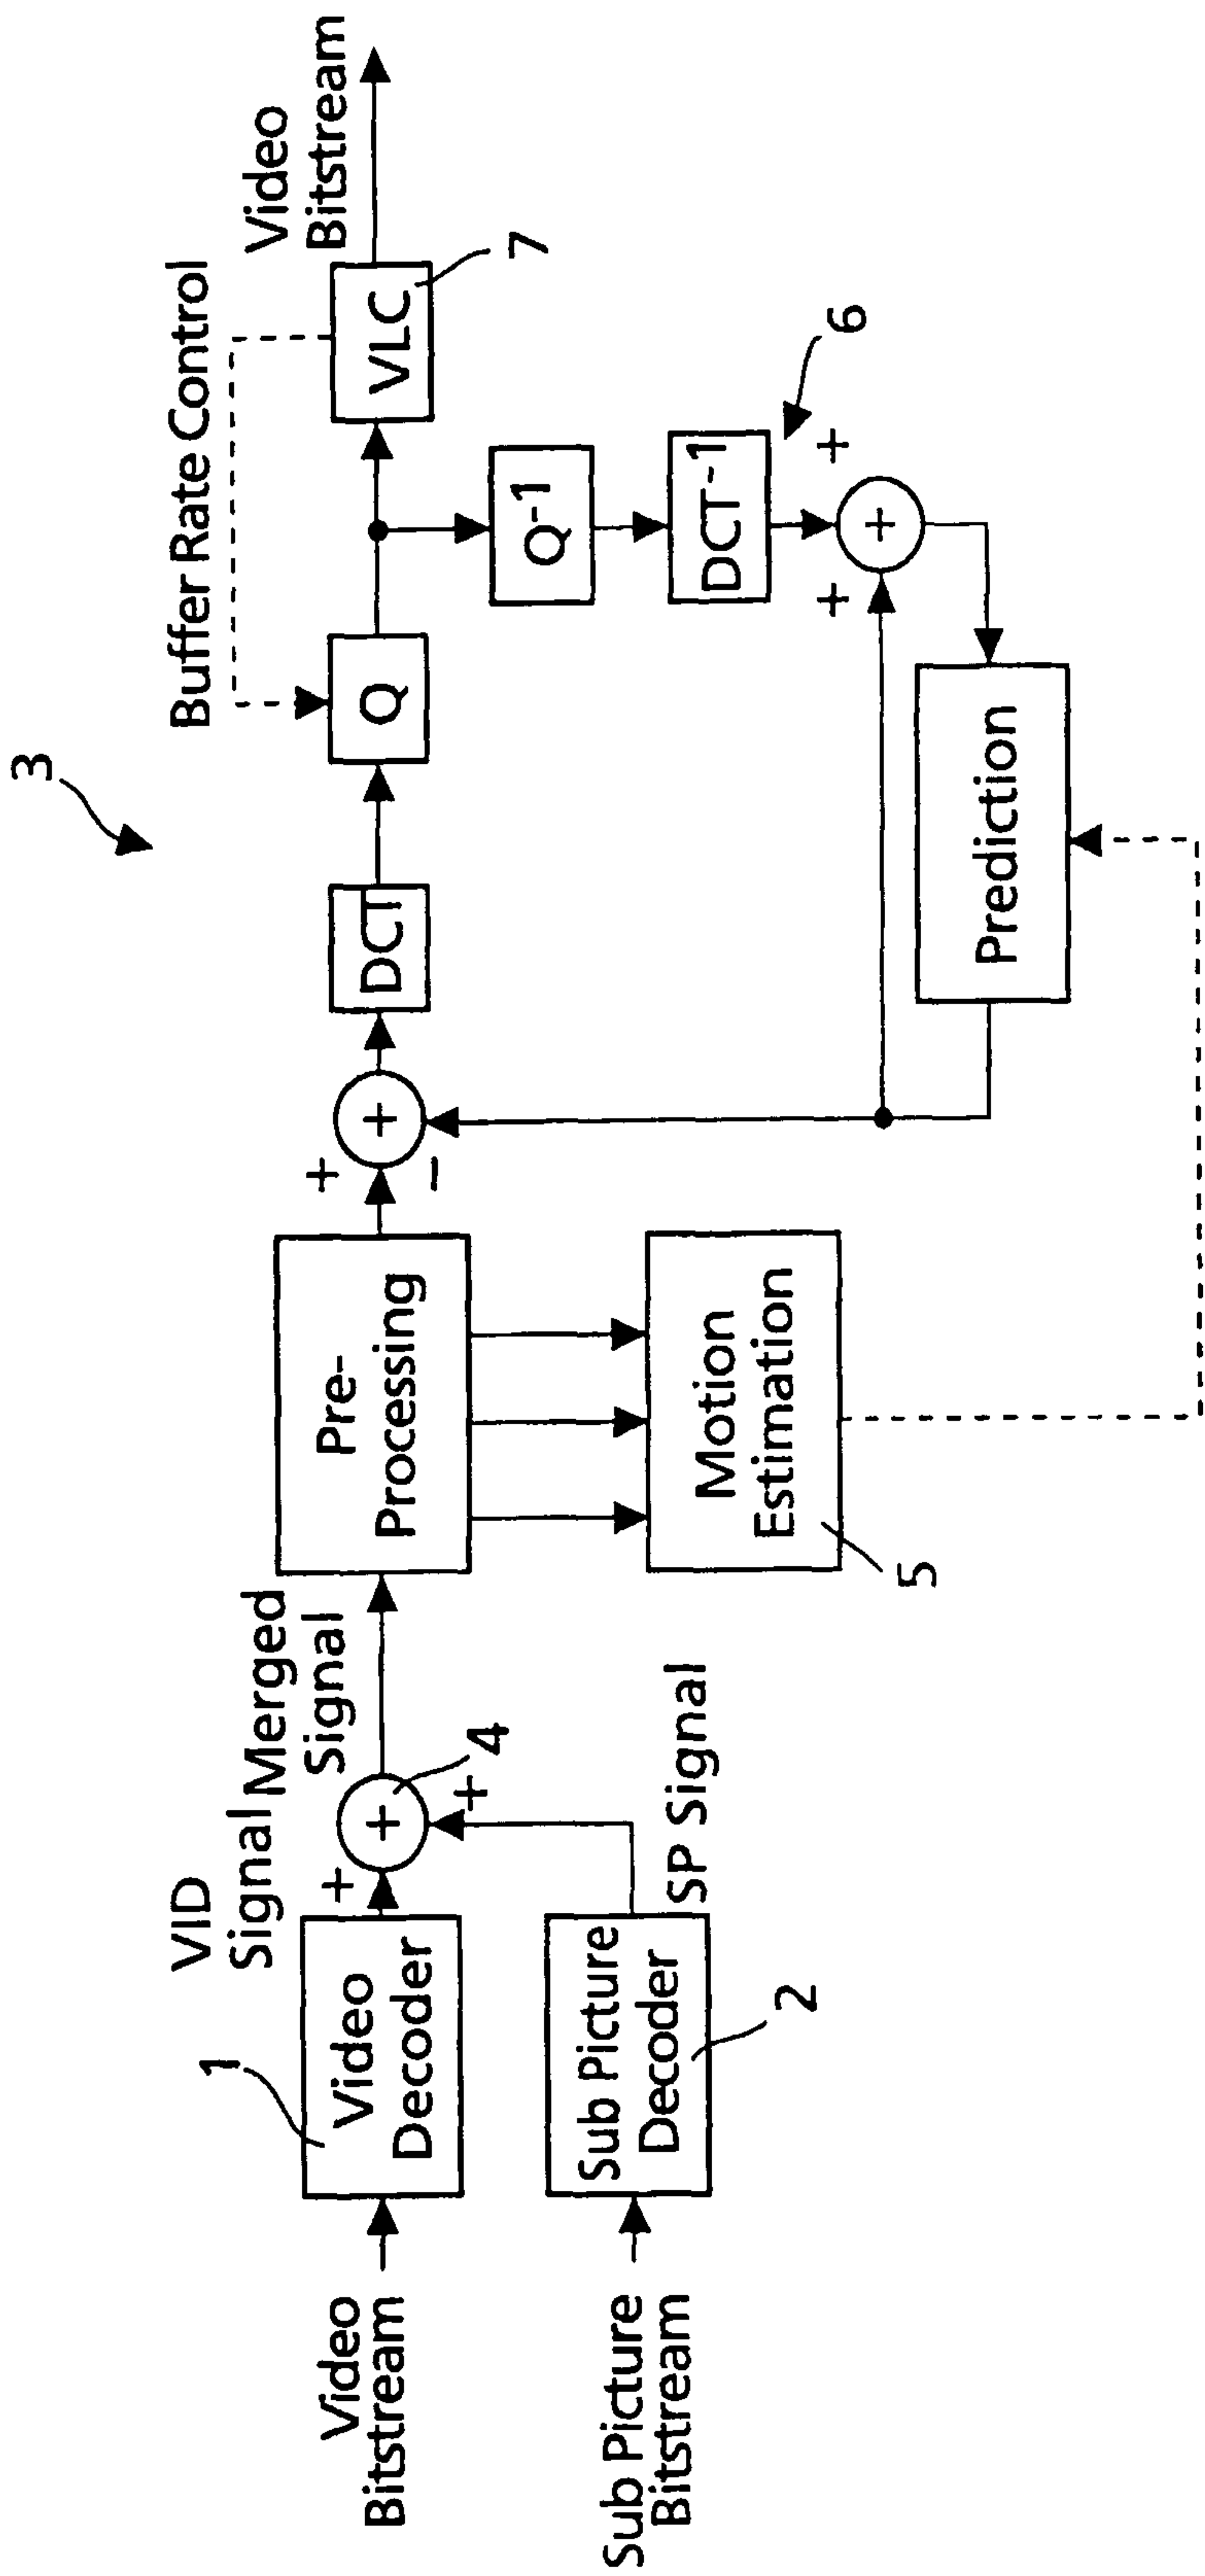 3
Buffer Rate Control
Video
Bitstream
VID
Signal
Merged
Signal
1
Video
Bitstream
Video
Decoder
+
+
4
+
Pre-
Processing
+
+
−
DCT
Q
VLC
7
Sub Picture
Bitstream
Sub Picture
Decoder
2
SP Signal
Motion
Estimation
5
Q-1
DCT-1
6
+
+
+
Prediction